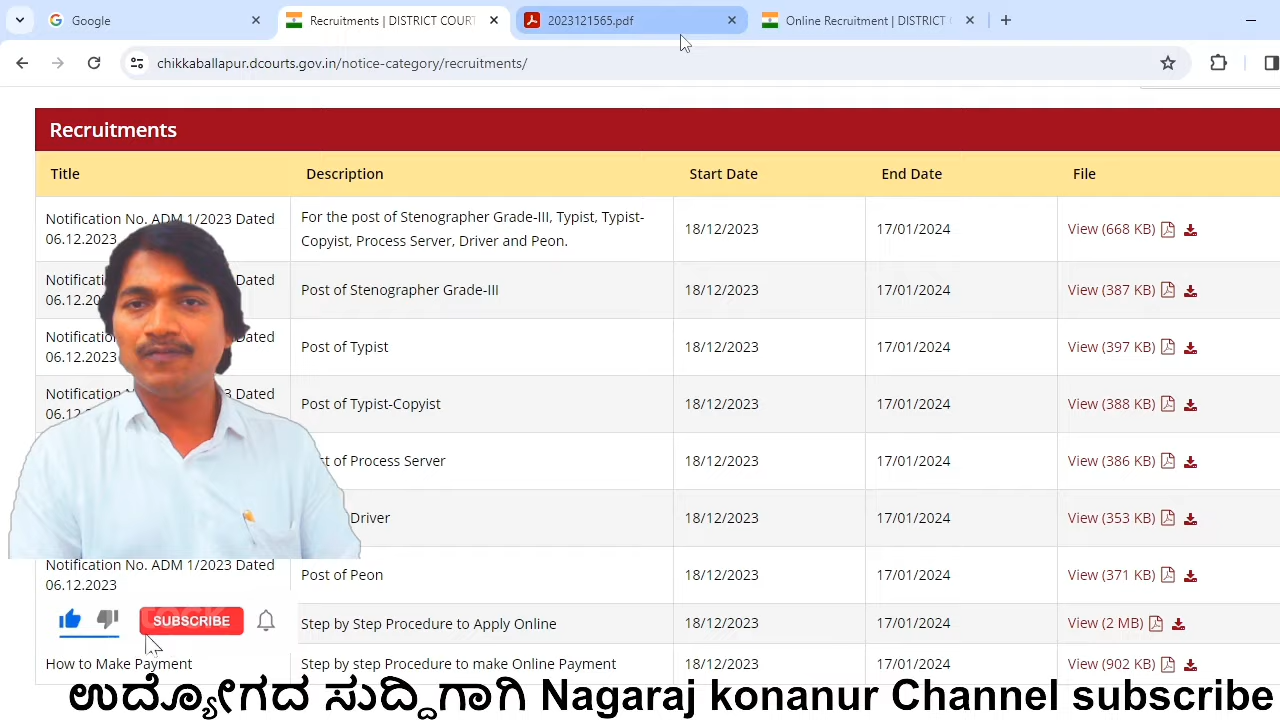 Google
Recruitments | DISTRICT COURT
2023121565.pdf
Online Recruitment | DISTRICT
chikkaballapur.dcourts.gov.in/notice-category/recruitments/
Recruitments
Title Description Start Date End Date File
Notification No. ADM 1/2023 Dated 06.12.2023 For the post of Stenographer Grade-III, Typist, Typist-
Copyist, Process Server, Driver and Peon. 18/12/2023 17/01/2024 View (668 KB)
Notification Dated
06.12.20 Post of Stenographer Grade-III 18/12/2023 17/01/2024 View (387 KB)
Notification Dated
06.12.2023 Post of Typist 18/12/2023 17/01/2024 View (397 KB)
Notification 3 Dated
06.12 Post of Typist-Copyist 18/12/2023 17/01/2024 View (388 KB)
st of Process Server 18/12/2023 17/01/2024 View (386 KB)
Driver 18/12/2023 17/01/2024 View (353 KB)
Notification No. ADM 1/2023 Dated
06.12.2023 Post of Peon 18/12/2023 17/01/2024 View (371 KB)
SUBSCRIBE
Step by Step Procedure to Apply Online 18/12/2023 17/01/2024 View (2 MB)
How to Make Payment Step by step Procedure to make Online Payment 18/12/2023 17/01/2024 View (902 KB)
ಉದ್ಯೋಗದ ಸುದ್ದಿಗಾಗಿ Nagaraj konanur Channel subscribe